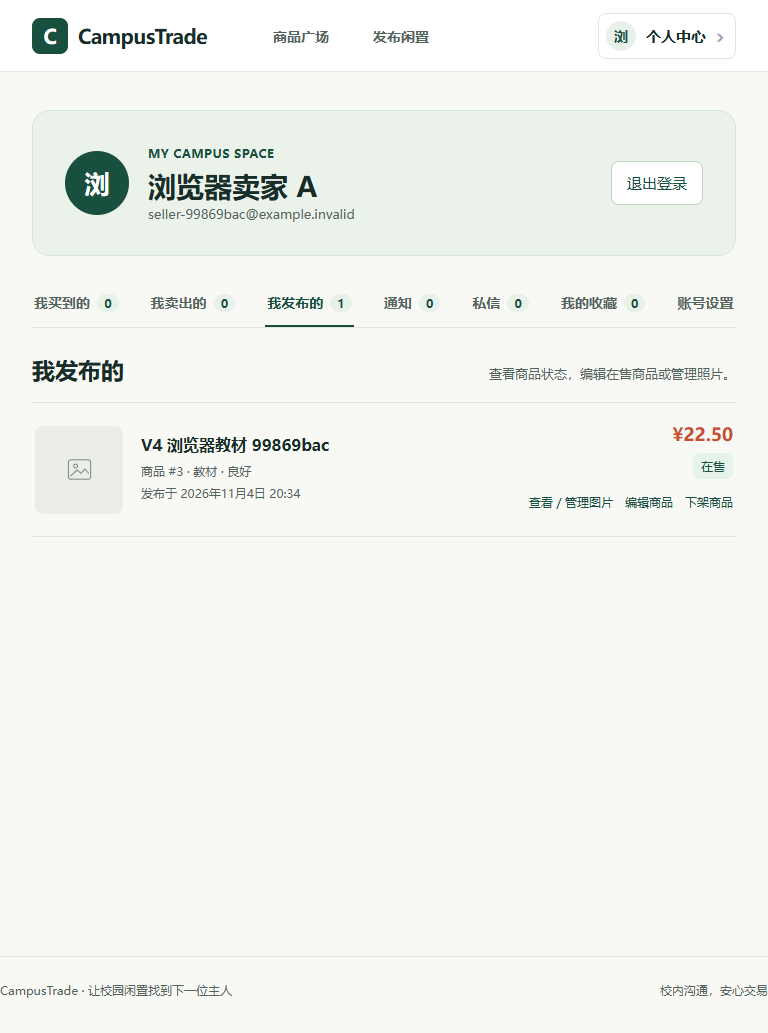 C CampusTrade 商品广场 发布闲置 浏 个人中心 ›
MY CAMPUS SPACE
浏 浏览器卖家 A
seller-99869bac@example.invalid
退出登录
我买到的 0 我卖出的 0 我发布的 1 通知 0 私信 0 我的收藏 0 账号设置
我发布的 查看商品状态，编辑在售商品或管理照片。
V4 浏览器教材 99869bac ¥22.50
商品 #3 · 教材 · 良好 在售
发布于 2026年11月4日 20:34
查看 / 管理图片 编辑商品 下架商品
CampusTrade · 让校园闲置找到下一位主人 校内沟通，安心交易